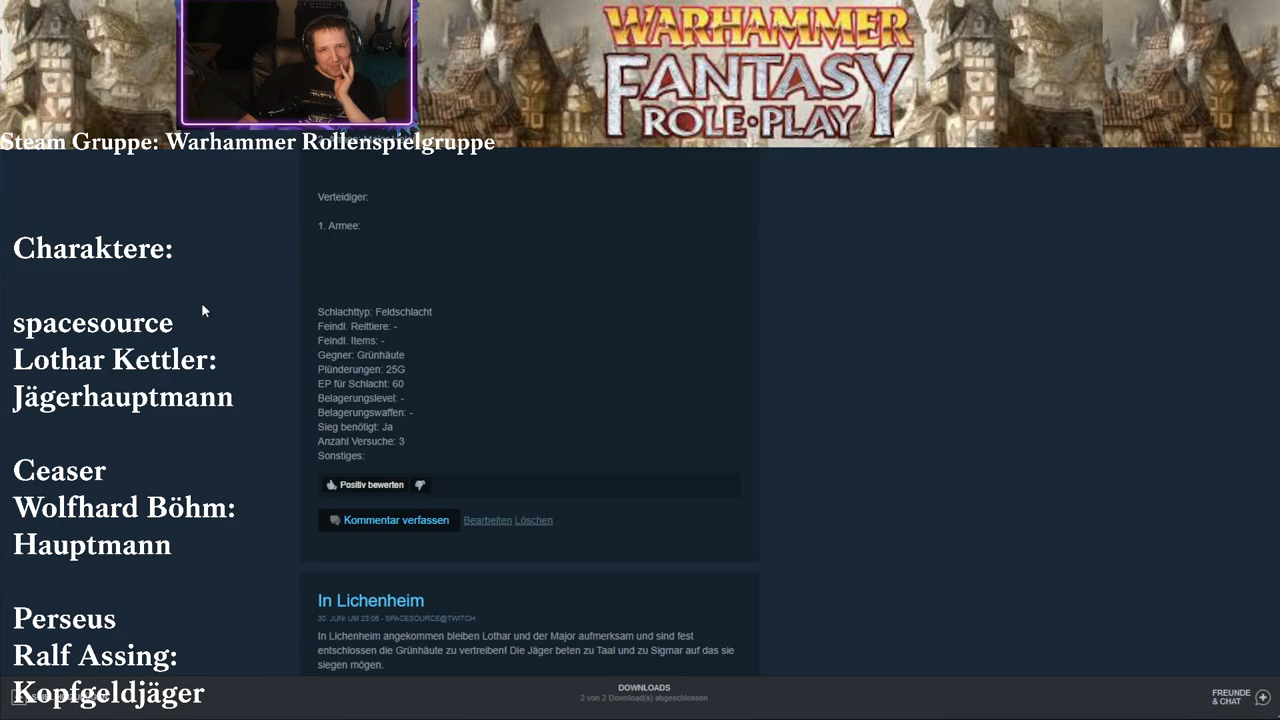 WARHAMMER
FANTASY
ROLE·PLAY
Steam Gruppe: Warhammer Rollenspielgruppe
Charaktere:
spacesource
Lothar Kettler:
Jägerhauptmann
Ceaser
Wolfhard Böhm:
Hauptmann
Perseus
Ralf Assing:
Kopfgeldjäger
Verteidiger:
1. Armee:
Schlachttyp: Feldschlacht
Feindl. Reittiere: -
Feindl. Items: -
Gegner: Grünhäute
Plünderungen: 25G
EP für Schlacht: 60
Belagerungslevel: -
Belagerungswaffen: -
Sieg benötigt: Ja
Anzahl Versuche: 3
Sonstiges:
Positiv bewerten
Kommentar verfassen Bearbeiten Löschen
In Lichenheim
30. JUNI UM 23:06 - SPACESOURCE@TWITCH
In Lichenheim angekommen bleiben Lothar und der Major aufmerksam und sind fest
entschlossen die Grünhäute zu vertreiben! Die Jäger beten zu Taal und zu Sigmar auf das sie
siegen mögen.
DOWNLOADS
2 von 2 Download(s) abgeschlossen
FREUNDE
& CHAT